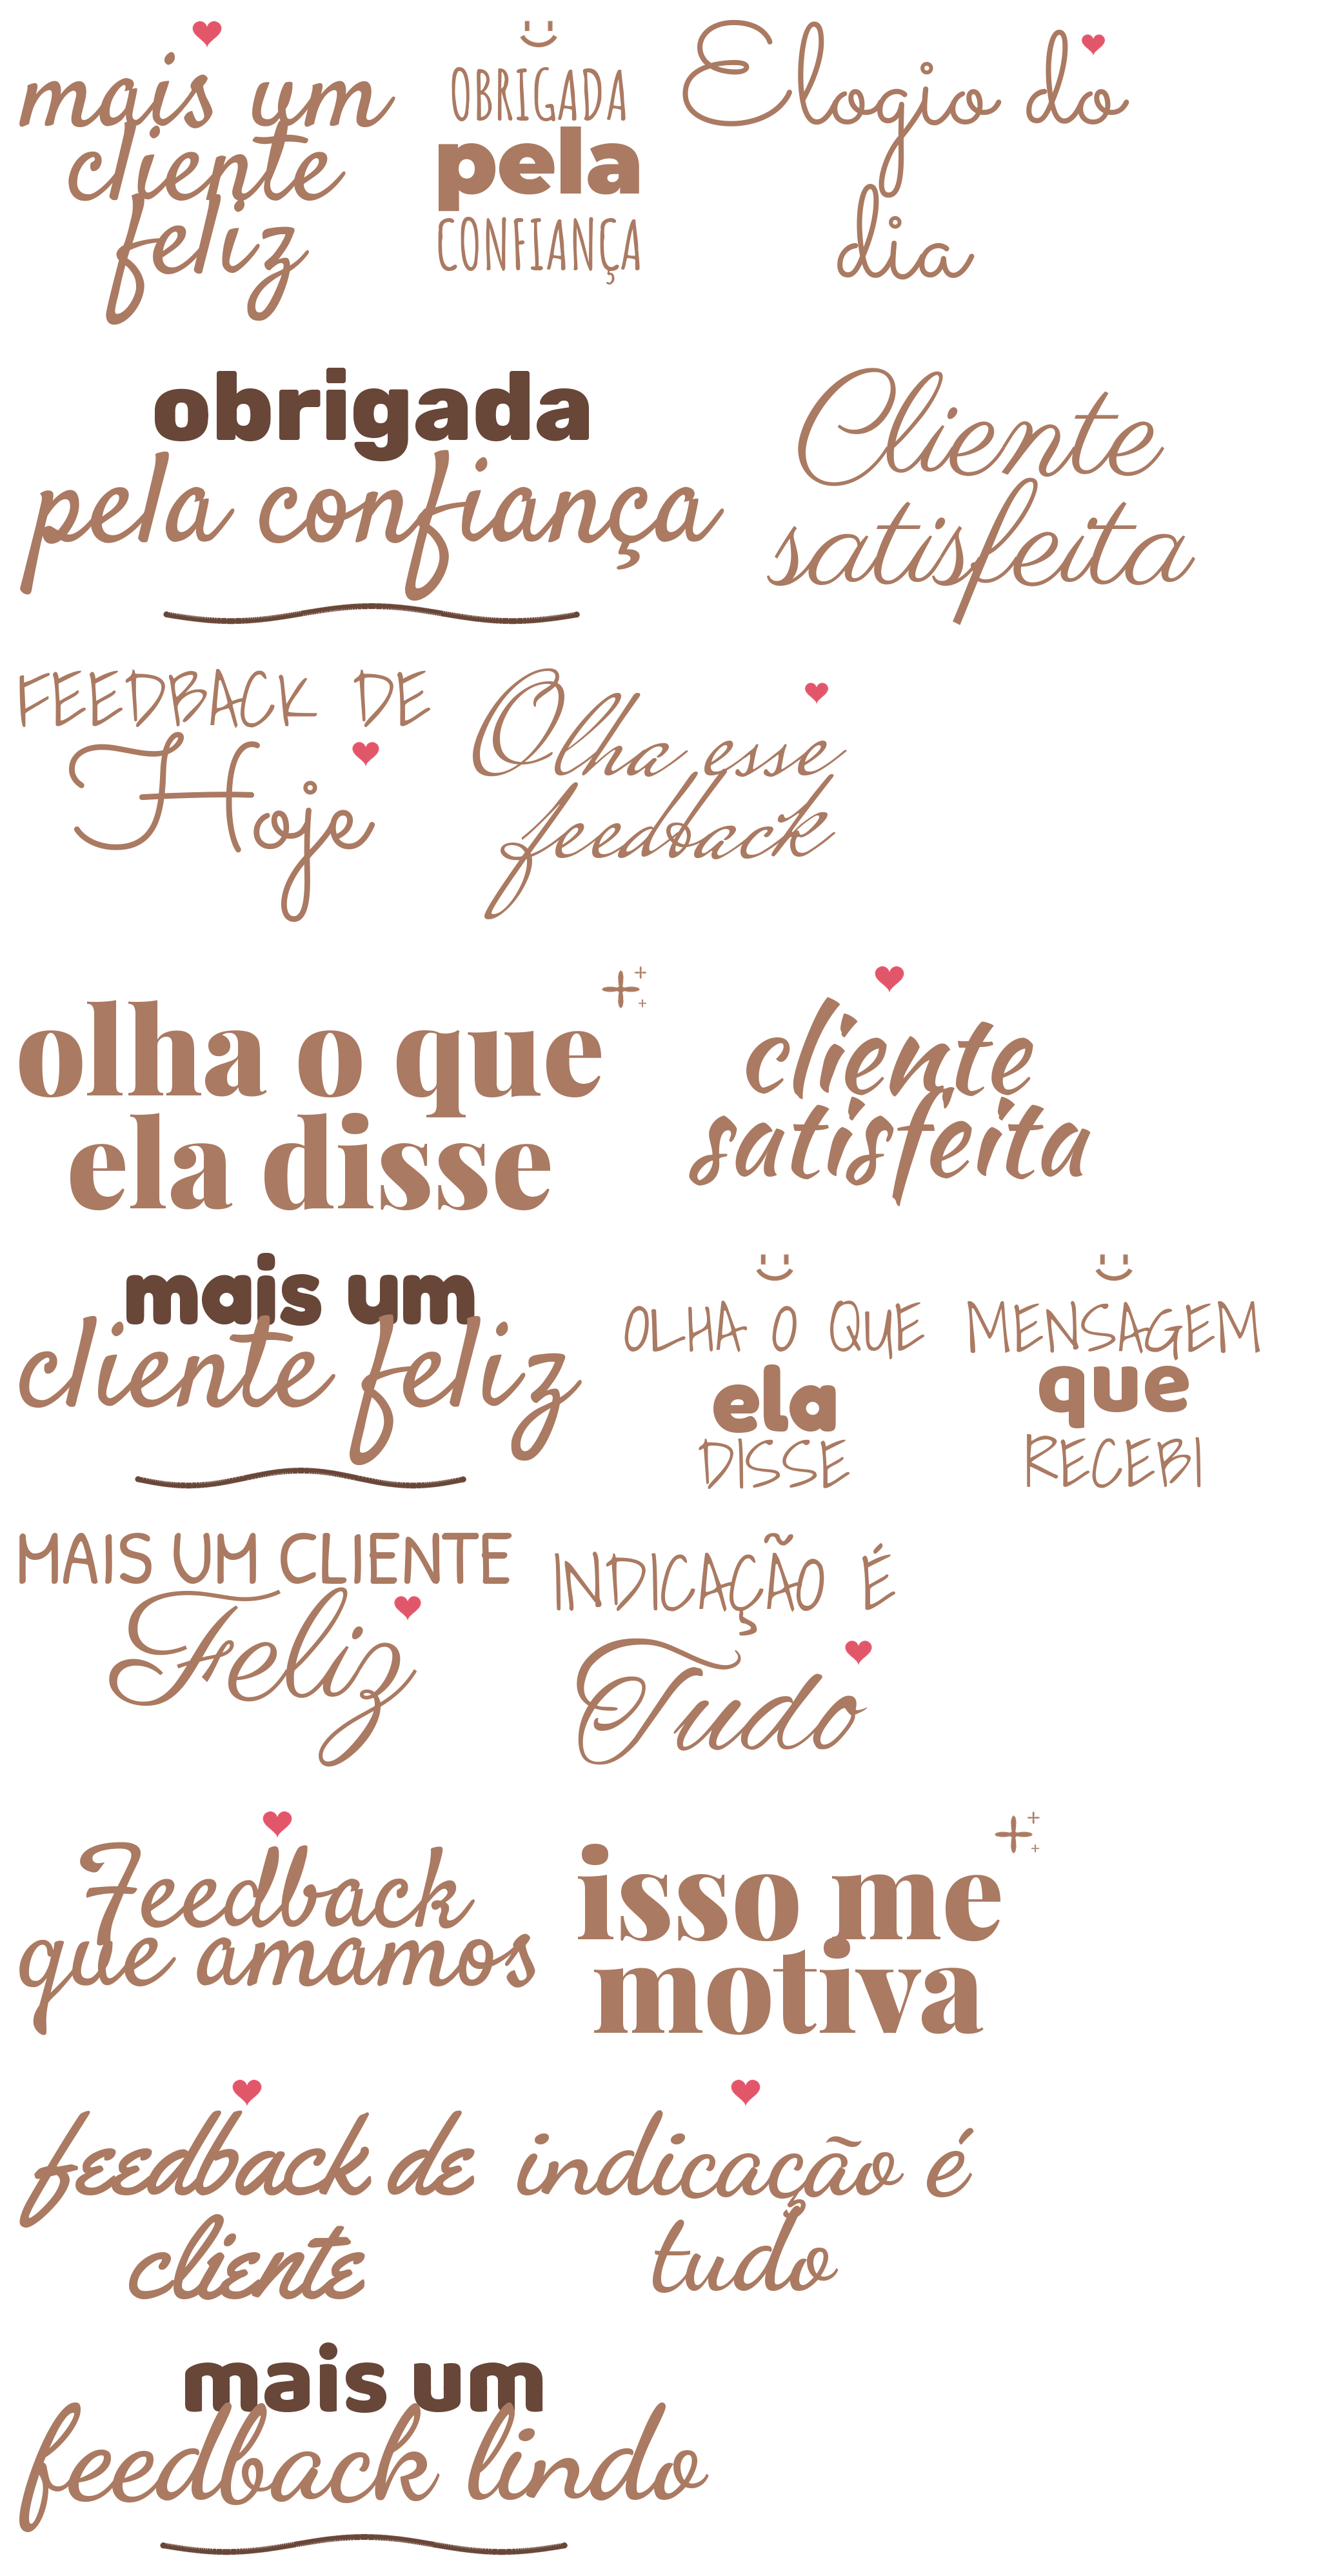 mais um
cliente
feliz
OBRIGADA
pela
CONFIANÇA
Elogio do
dia
obrigada
pela confiança
Cliente
satisfeita
FEEDBACK DE
Hoje
Olha esse
feedback
olha o que
ela disse
cliente
satisfeita
mais um
cliente feliz
OLHA O QUE
ela
DISSE
MENSAGEM
que
RECEBI
MAIS UM CLIENTE
Feliz
INDICAÇÃO É
Tudo
Feedback
que amamos
isso me
motiva
feedback de
cliente
indicação é
tudo
mais um
feedback lindo